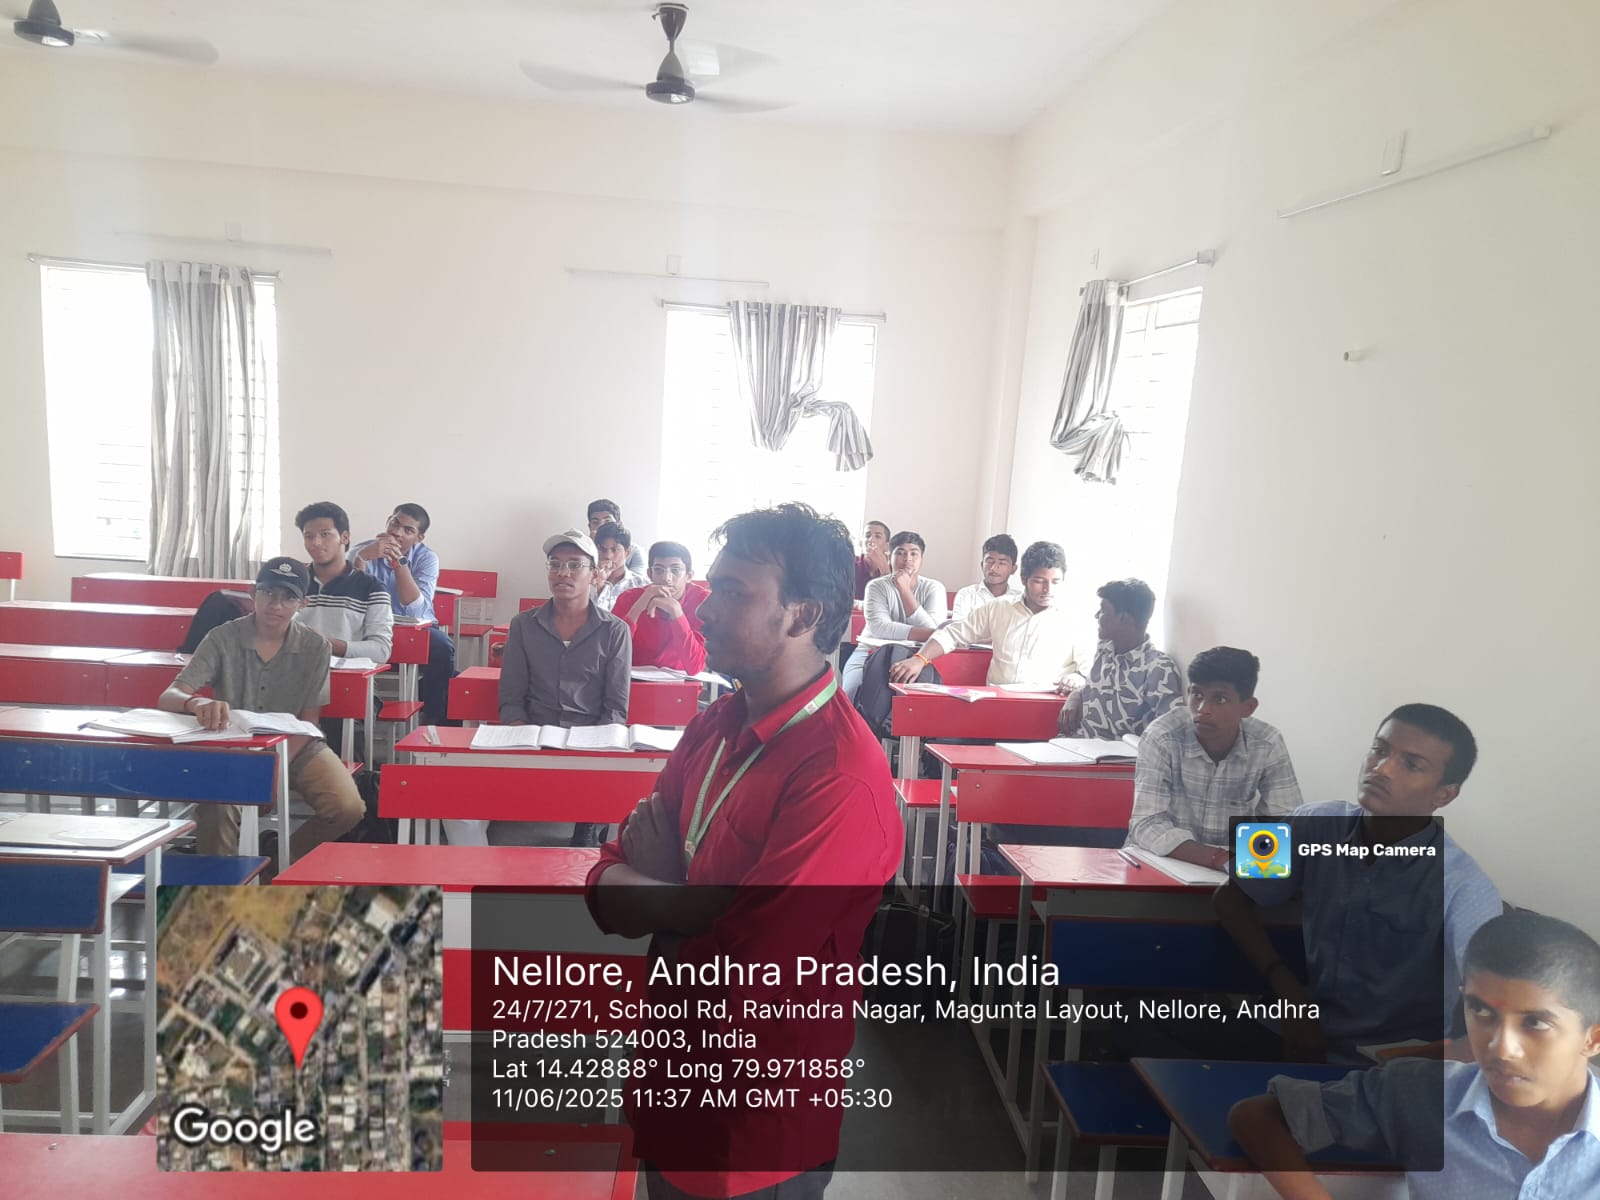 GPS Map Camera
Nellore, Andhra Pradesh, India
24/7/271, School Rd, Ravindra Nagar, Magunta Layout, Nellore, Andhra
Pradesh 524003, India
Lat 14.42888° Long 79.971858°
11/06/2025 11:37 AM GMT +05:30
Google